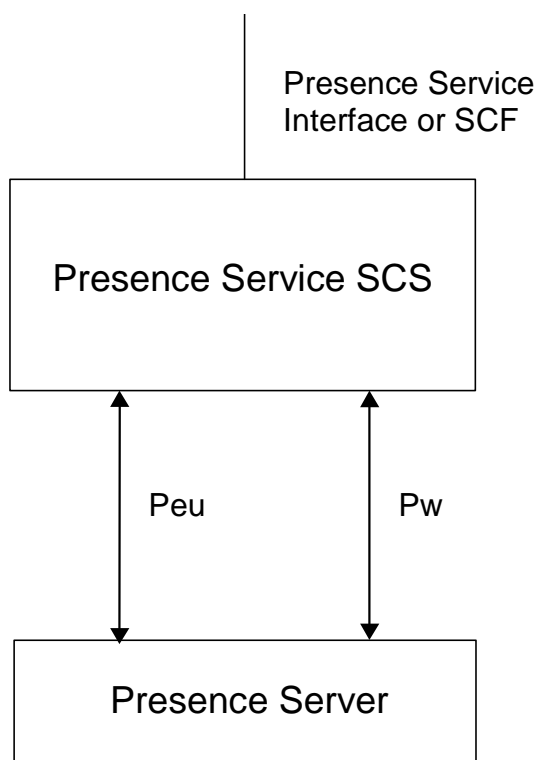 Presence Service
Interface or SCF
Presence Service SCS
Peu
Pw
Presence Server